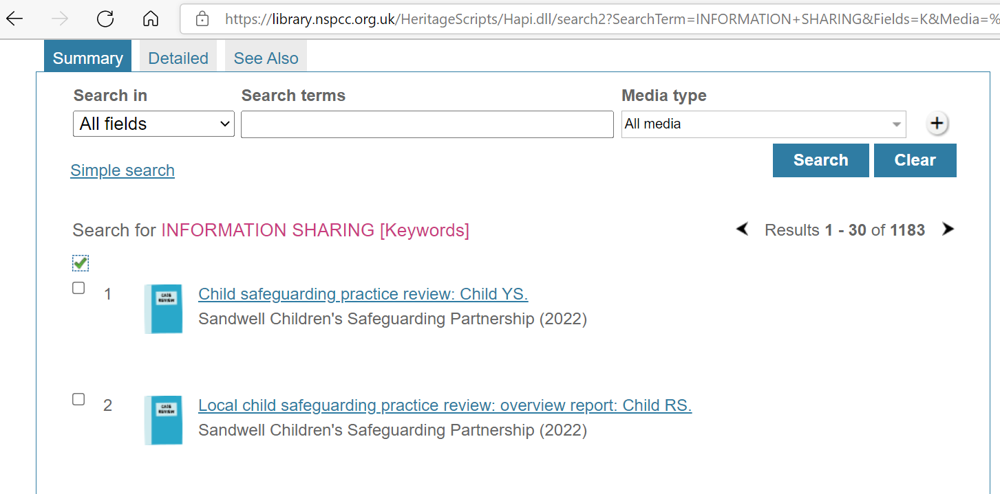 https://library.nspcc.org.uk/HeritageScripts/Hapi.dll/search2?SearchTerm=INFORMATION+SHARING&Fields=K&Media=%
Summary Detailed See Also
Search in Search terms Media type
All fields All media +
Search Clear
Simple search
Search for INFORMATION SHARING [Keywords] Results 1 - 30 of 1183
1 CASE REVIEW Child safeguarding practice review: Child YS.
Sandwell Children's Safeguarding Partnership (2022)
2 CASE REVIEW Local child safeguarding practice review: overview report: Child RS.
Sandwell Children's Safeguarding Partnership (2022)